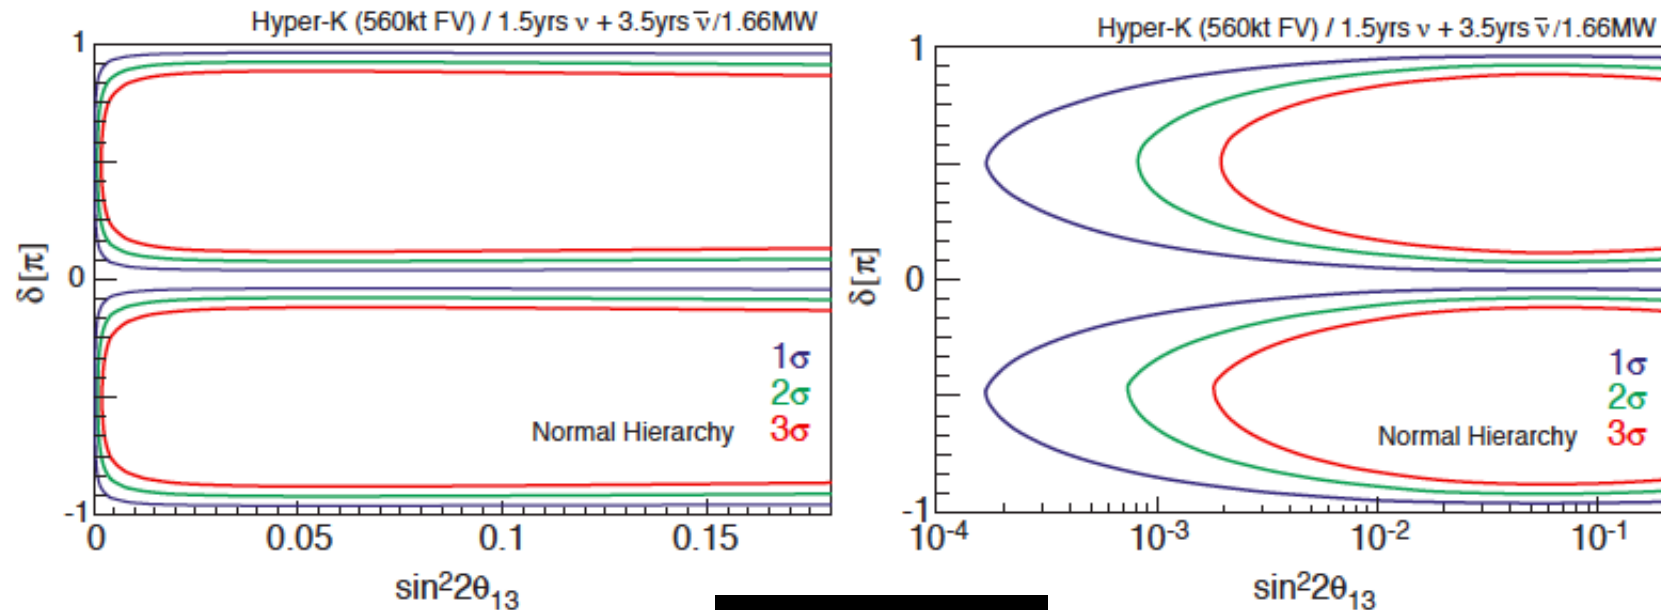 Hyper-K (560kt FV) / 1.5yrs ν + 3.5yrs ν̅/1.66MW
1
δ[π]
0
-1
1σ
2σ
Normal Hierarchy 3σ
0 0.05 0.1 0.15
sin²2θ₁₃
Hyper-K (560kt FV) / 1.5yrs ν + 3.5yrs ν̅/1.66MW
1
δ[π]
0
-1
1σ
2σ
Normal Hierarchy 3σ
10⁻⁴ 10⁻³ 10⁻² 10⁻¹
sin²2θ₁₃